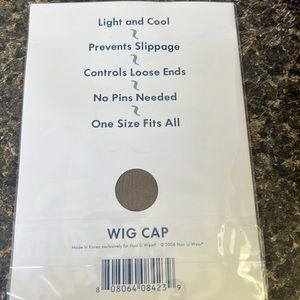 Light and Cool
Prevents Slippage
Controls Loose Ends
No Pins Needed
One Size Fits All
WIG CAP
Made in Korea exclusively for Hair U Wear® ©2006 Hair U Wear®
8 08064 08423 9